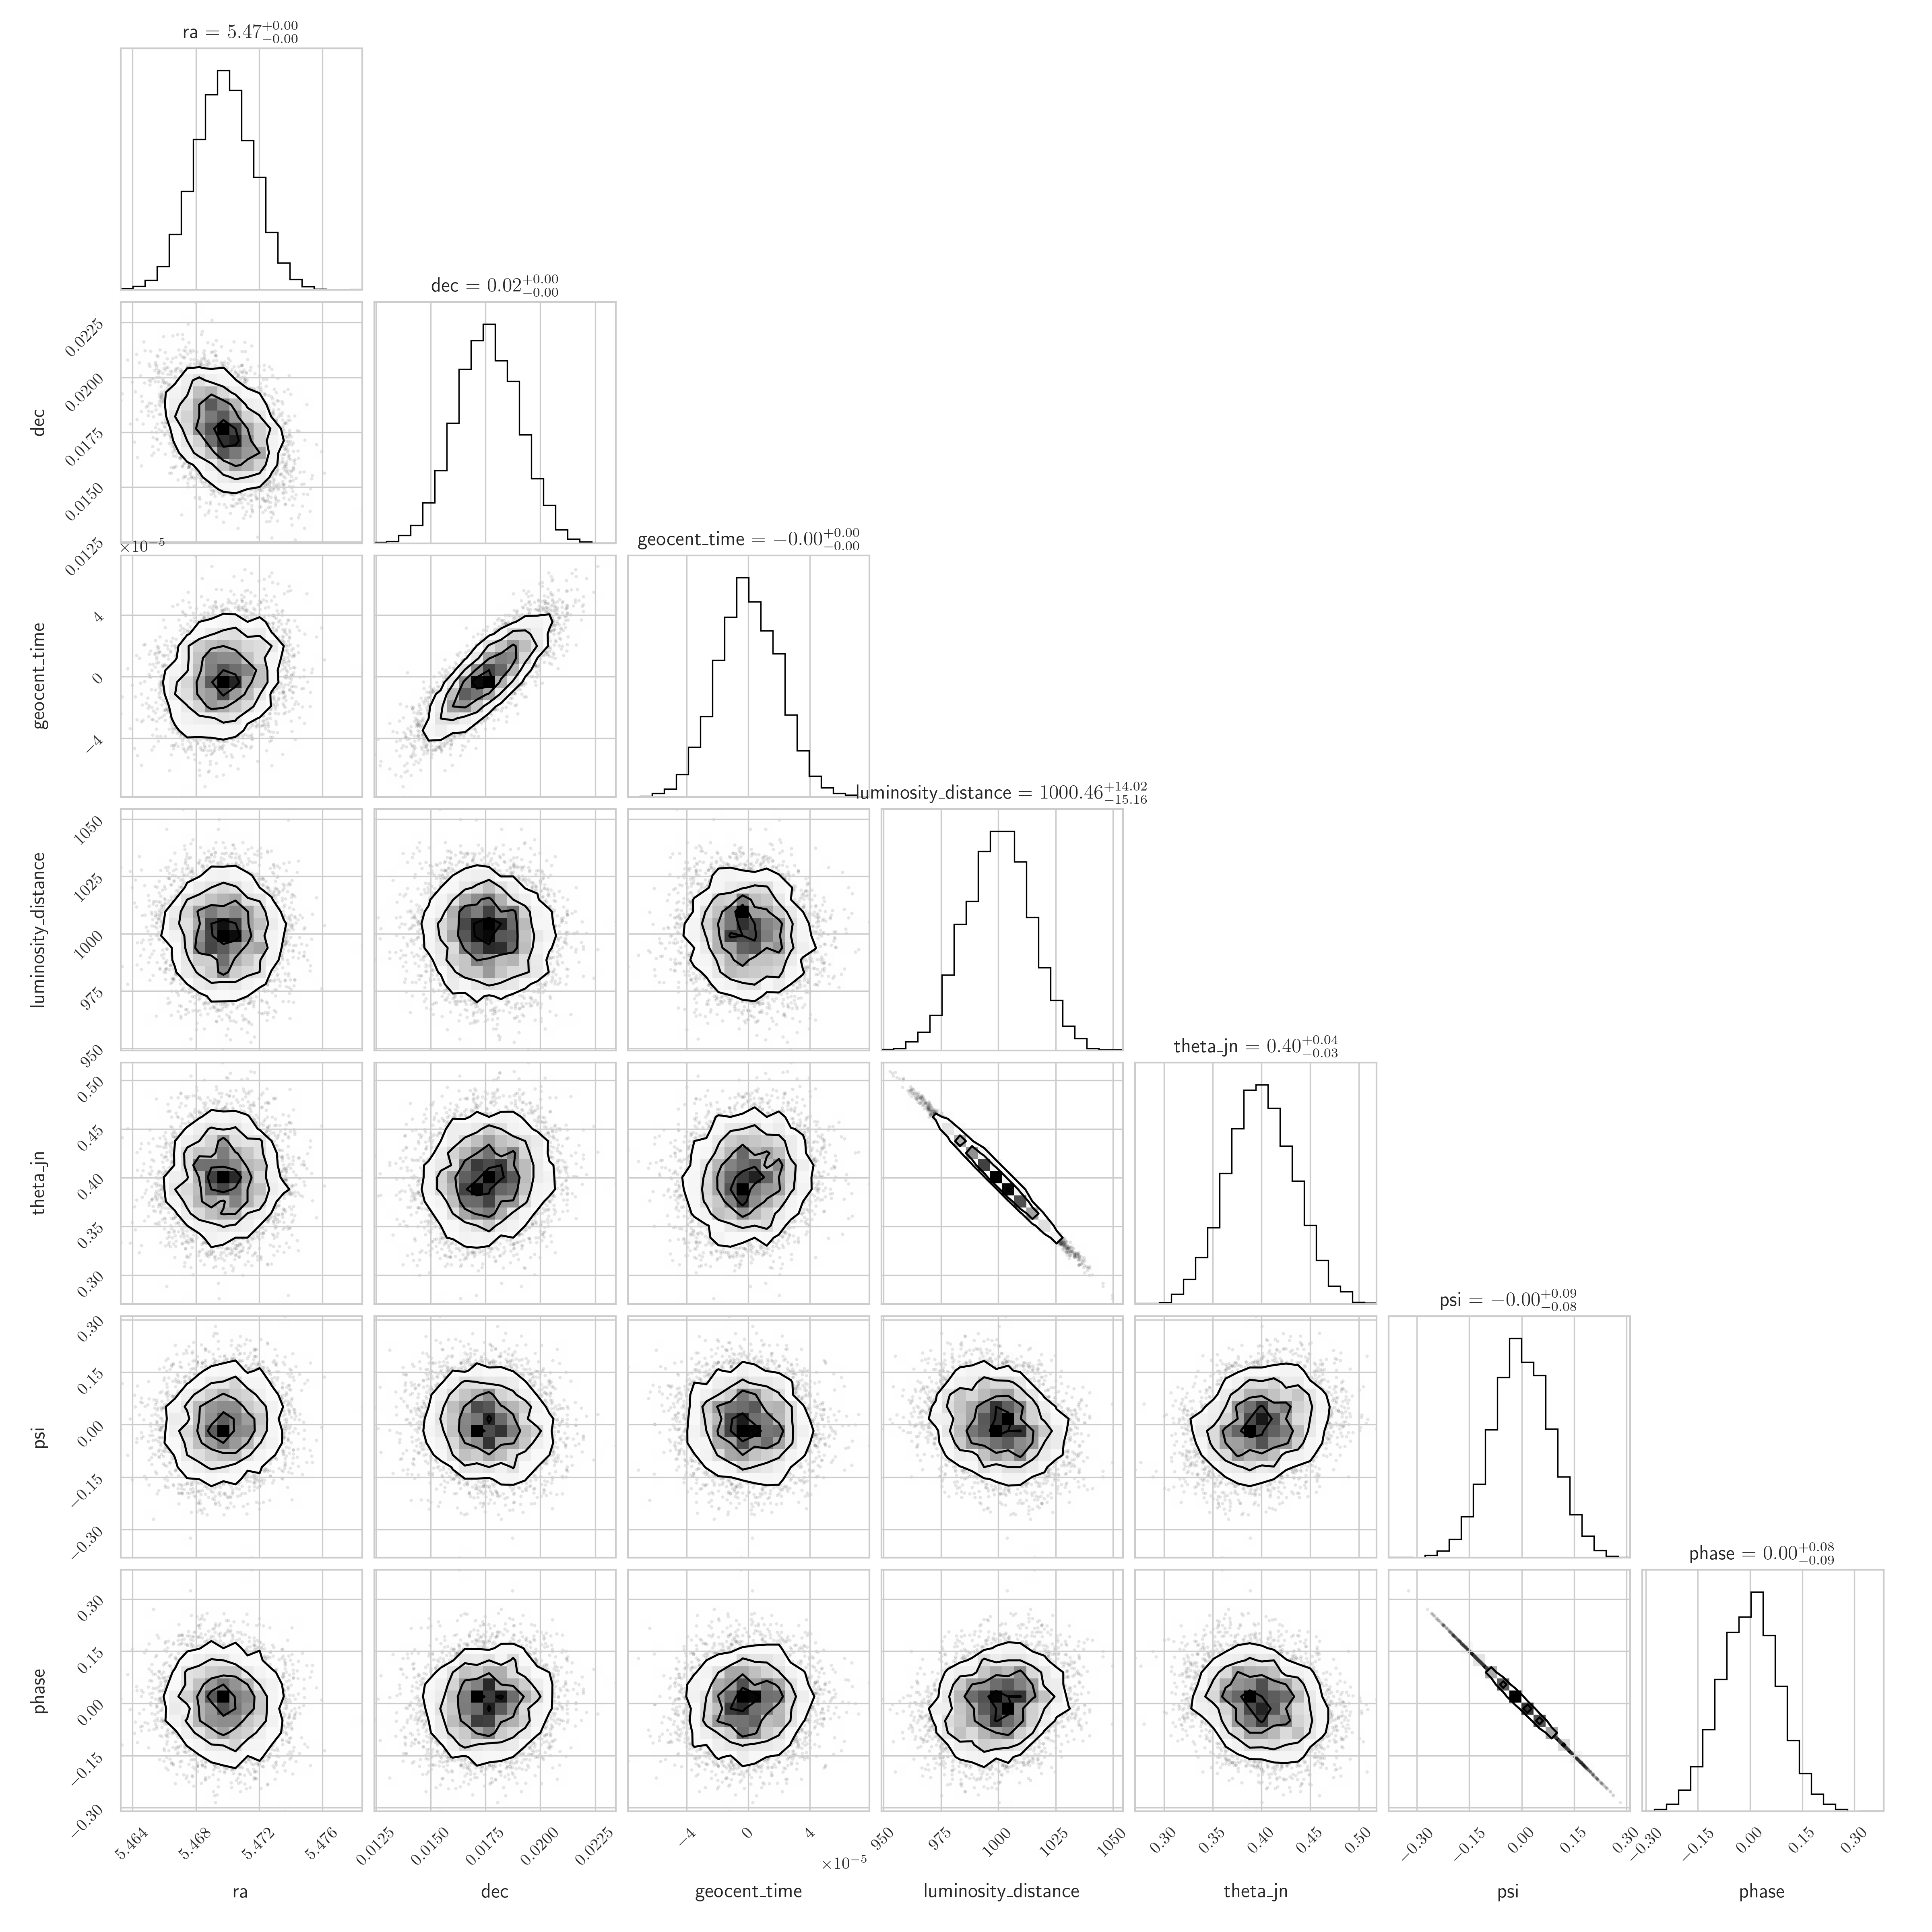 ra = 5.47+0.00 −0.00
dec = 0.02+0.00 −0.00
0.0225
0.0200
0.0175
0.0150
0.0125
dec
geocent_time = −0.00+0.00 −0.00
×10−5
4
0
−4
geocent_time
luminosity_distance = 1000.46+14.02 −15.16
1050
1025
1000
975
950
luminosity_distance
theta_jn = 0.40+0.04 −0.03
0.50
0.45
0.40
0.35
0.30
theta_jn
psi = −0.00+0.09 −0.08
0.30
0.15
0.00
−0.15
−0.30
psi
phase = 0.00+0.08 −0.09
0.30
0.15
0.00
−0.15
−0.30
phase
5.464 5.468 5.472 5.476
0.0125 0.0150 0.0175 0.0200 0.0225
−4 0 4
×10−5
950 975 1000 1025 1050
0.30 0.35 0.40 0.45 0.50
−0.30 −0.15 0.00 0.15 0.30
−0.30 −0.15 0.00 0.15 0.30
ra dec geocent_time luminosity_distance theta_jn psi phase